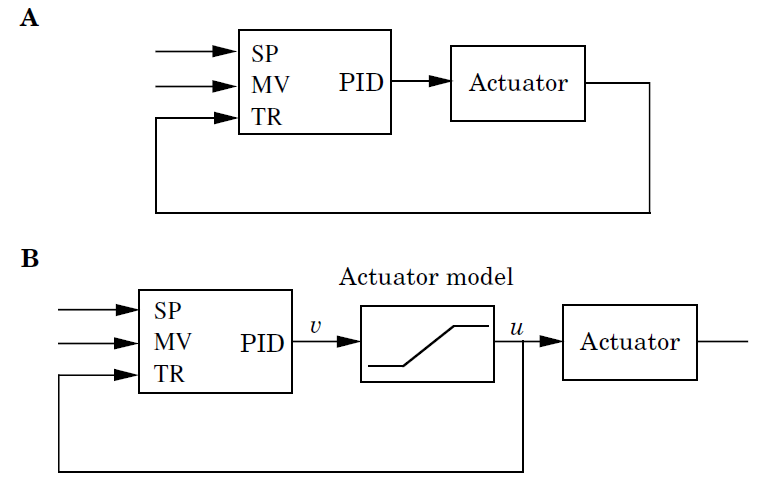 A
SP
MV PID
TR
Actuator
B
Actuator model
SP
MV PID
TR
v
u
Actuator